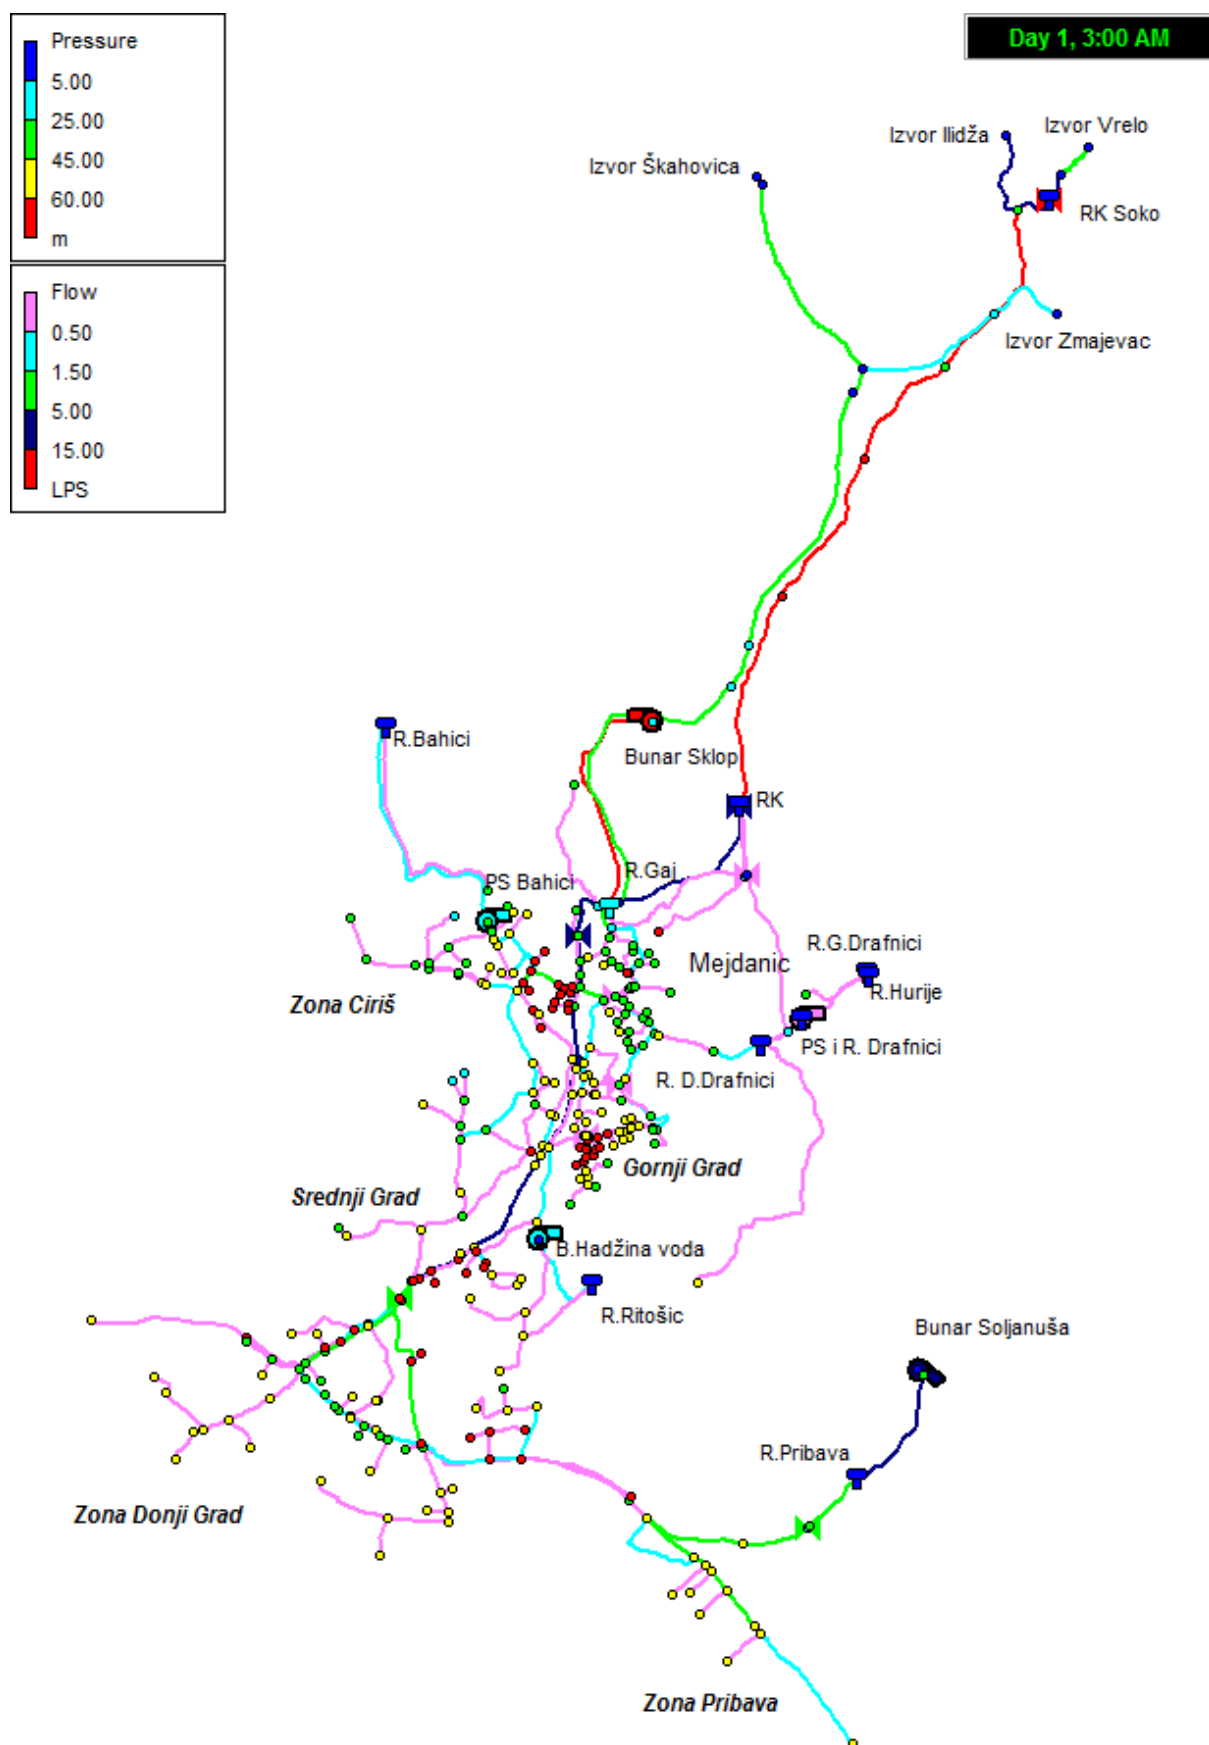 Pressure
5.00
25.00
45.00
60.00
m
Flow
0.50
1.50
5.00
15.00
LPS
Day 1, 3:00 AM
Izvor Ilidža
Izvor Vrelo
Izvor Škahovica
RK Soko
Izvor Zmajevac
R.Bahici
Bunar Sklop
RK
PS Bahici
R.Gaj
R.G.Drafnici
Mejdanic
R.Hurije
Zona Ciriš
PS i R. Drafnici
R. D.Drafnici
Gornji Grad
Srednji Grad
B.Hadžina voda
R.Ritošic
Bunar Soljanuša
R.Pribava
Zona Donji Grad
Zona Pribava